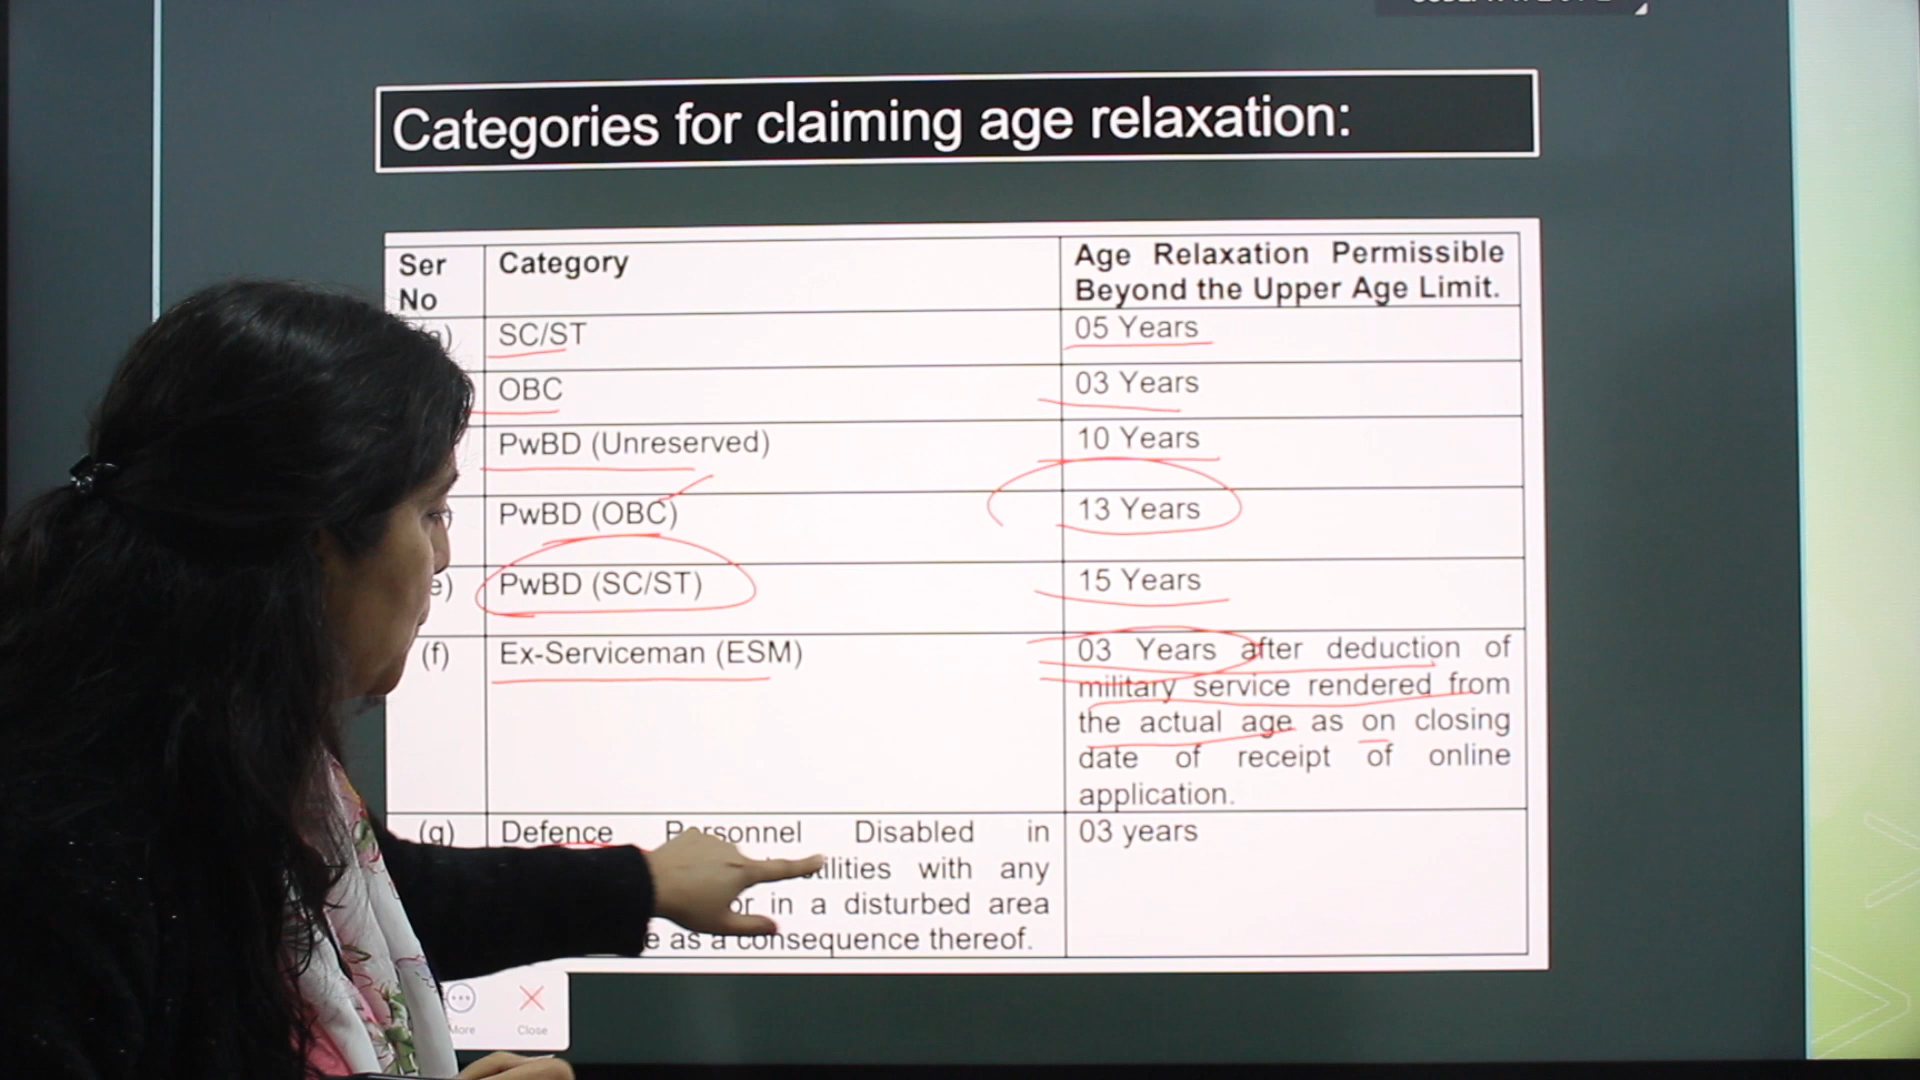 Categories for claiming age relaxation:
Ser No
Category
Age Relaxation Permissible
Beyond the Upper Age Limit.
SC/ST
05 Years
OBC
03 Years
PwBD (Unreserved)
10 Years
PwBD (OBC)
13 Years
e)
PwBD (SC/ST)
15 Years
(f)
Ex-Serviceman (ESM)
03 Years after deduction of
military service rendered from
the actual age as on closing
date of receipt of online
application.
(g)
Defence Personnel Disabled in
with any
or in a disturbed area
as a consequence thereof.
03 years
More
Close